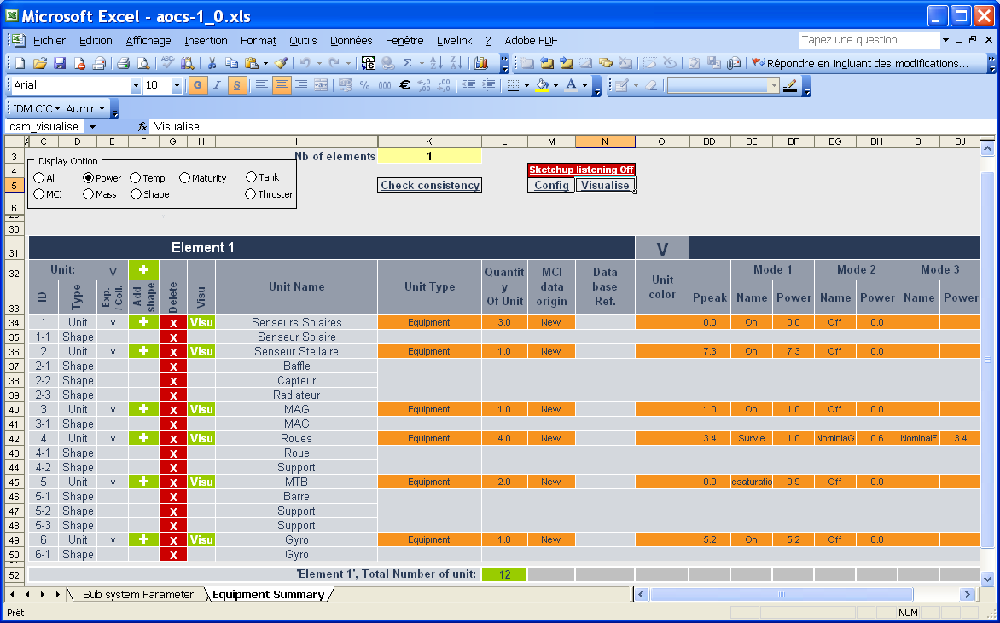 Microsoft Excel - aocs-1_0.xls
Fichier Edition Affichage Insertion Format Outils Données Fenêtre Livelink ? Adobe PDF Tapez une question
Répondre en incluant des modifications...
Arial 10 G I S % 000 €
IDM CIC Admin
cam_visualise fx Visualise
A C D E F G H I K L M N O BD BE BF BG BH BI BJ
3 Nb of elements 1
Display Option
4 Sketchup listening Off
All Power Temp Maturity Tank
5 Check consistency Config Visualise
MCI Mass Shape Thruster
6
30
31 Element 1 V
32 Unit: V + Mode 1 Mode 2 Mode 3
33 ID Type Exp. / Coll. Add shape Delete Visu Unit Name Unit Type Quantit y Of Unit MCI data origin Data base Ref. Unit color Ppeak Name Power Name Power Name Power
34 1 Unit v + x Visu Senseurs Solaires Equipment 3.0 New 0.0 On 0.0 Off 0.0
35 1-1 Shape x Senseur Solaire
36 2 Unit v + x Visu Senseur Stellaire Equipment 1.0 New 7.3 On 7.3 Off 0.0
37 2-1 Shape x Baffle
38 2-2 Shape x Capteur
39 2-3 Shape x Radiateur
40 3 Unit v + x Visu MAG Equipment 1.0 New 1.0 On 1.0 Off 0.0
41 3-1 Shape x MAG
42 4 Unit v + x Visu Roues Equipment 4.0 New 3.4 Survie 1.0 NominlaG 0.6 NominalF 3.4
43 4-1 Shape x Roue
44 4-2 Shape x Support
45 5 Unit v + x Visu MTB Equipment 2.0 New 0.9 esaturatio 0.9 Off 0.0
46 5-1 Shape x Barre
47 5-2 Shape x Support
48 5-3 Shape x Support
49 6 Unit v + x Visu Gyro Equipment 1.0 New 5.2 On 5.2 Off 0.0
50 6-1 Shape x Gyro
52 'Element 1', Total Number of unit: 12
Sub system Parameter Equipment Summary
Prêt NUM